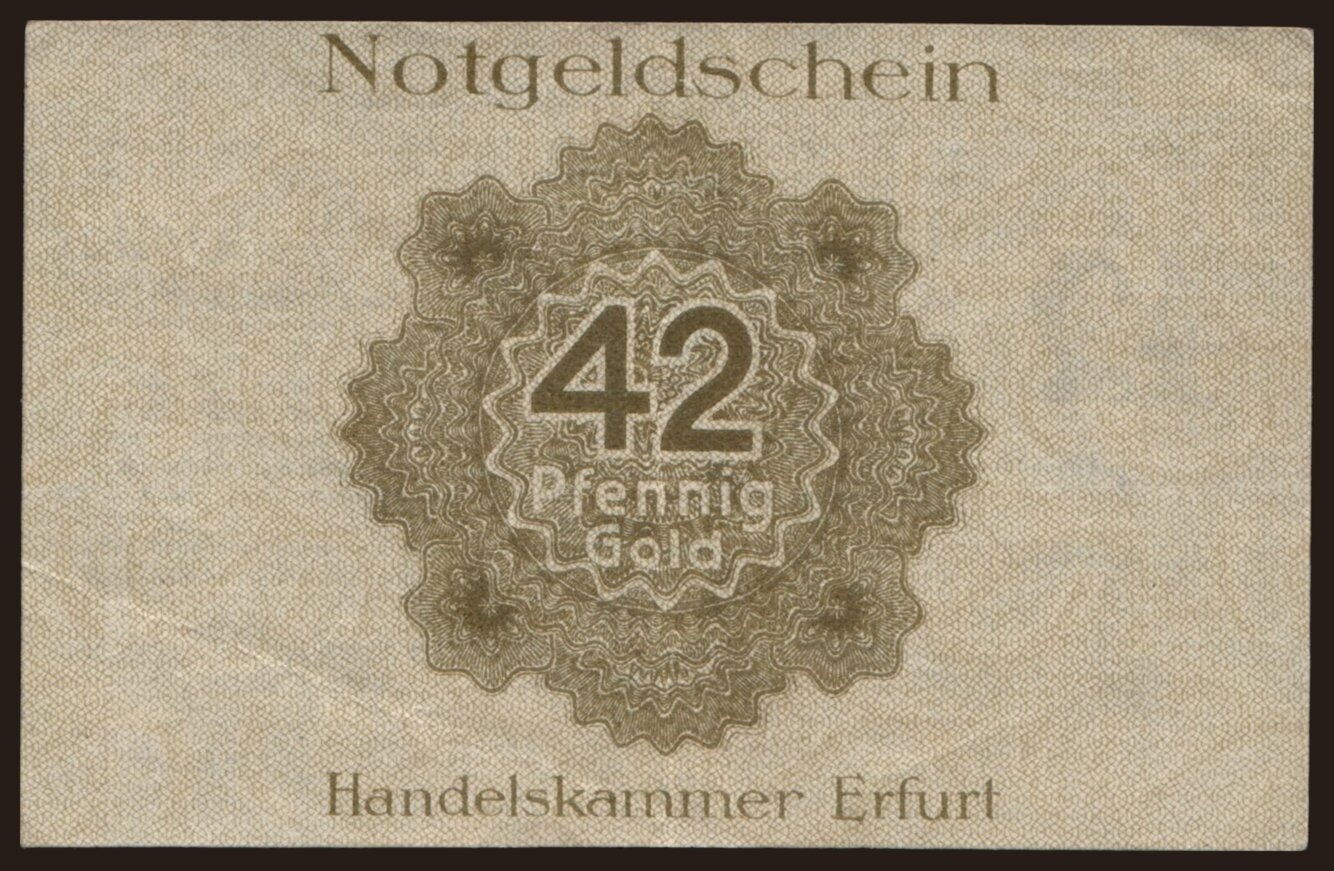 Notgeldschein
42
Pfennig
Gold
Handelskammer Erfurt